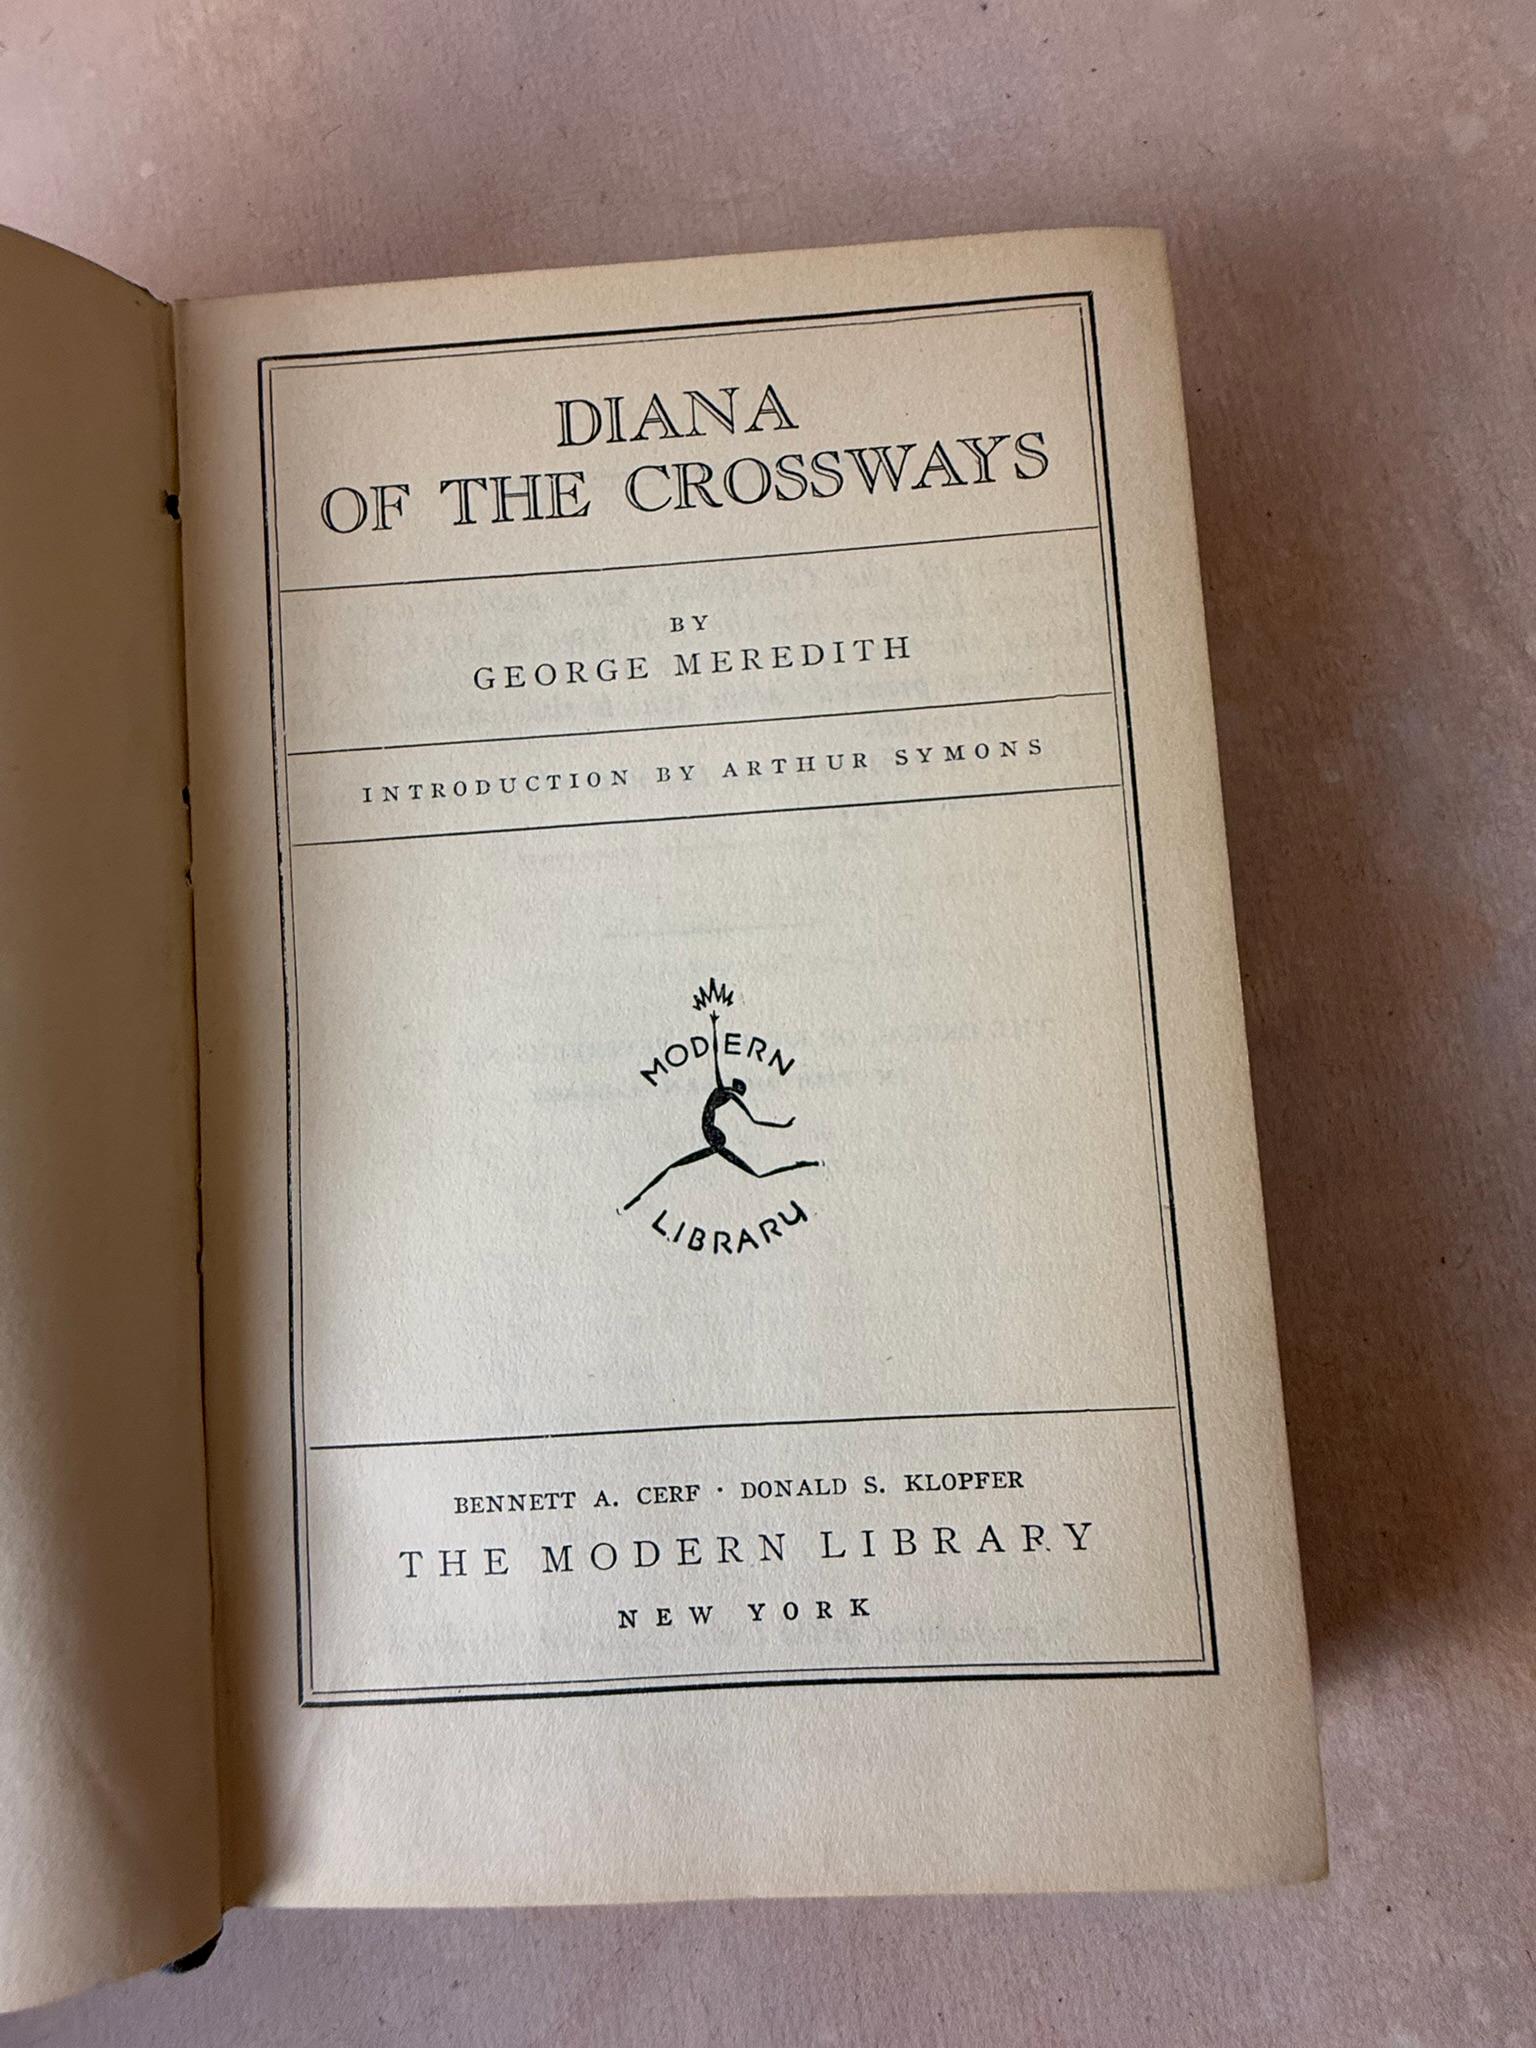 DIANA
OF THE CROSSWAYS
BY
GEORGE MEREDITH
INTRODUCTION BY ARTHUR SYMONS
MODERN
LIBRARY
BENNETT A. CERF · DONALD S. KLOPFER
THE MODERN LIBRARY
NEW YORK